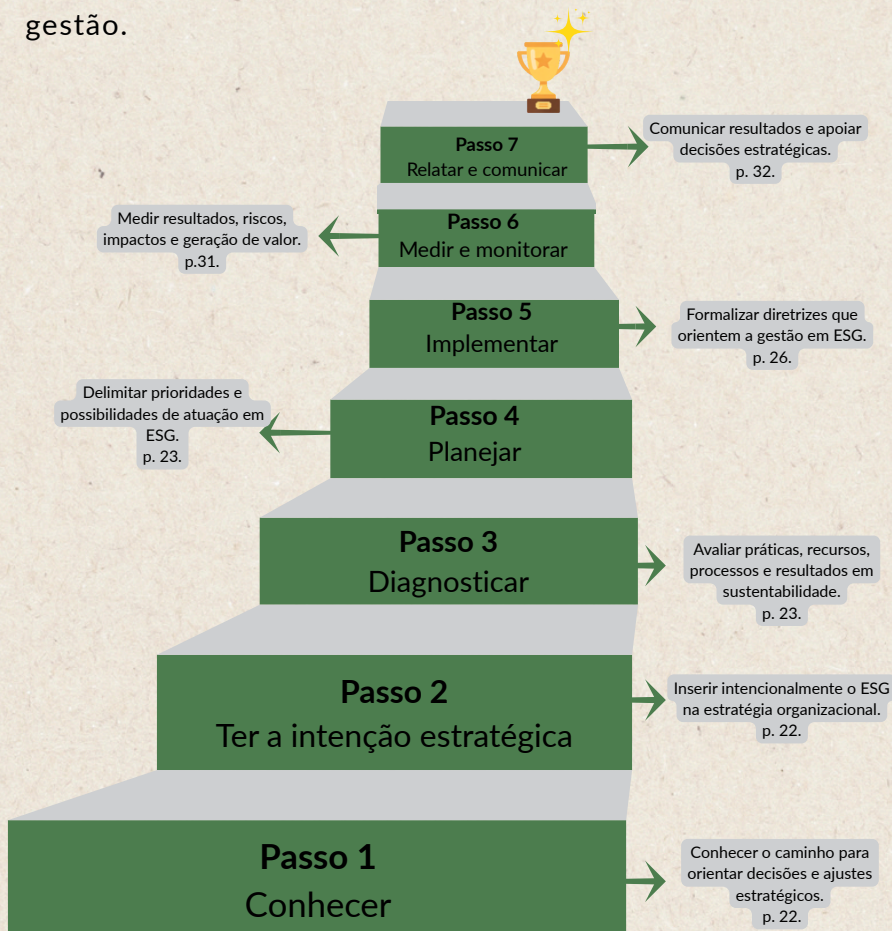 gestão.
Passo 7
Relatar e comunicar
Comunicar resultados e apoiar
decisões estratégicas.
p. 32.
Passo 6
Medir e monitorar
Medir resultados, riscos,
impactos e geração de valor.
p.31.
Passo 5
Implementar
Formalizar diretrizes que
orientem a gestão em ESG.
p. 26.
Passo 4
Planejar
Delimitar prioridades e
possibilidades de atuação em
ESG.
p. 23.
Passo 3
Diagnosticar
Avaliar práticas, recursos,
processos e resultados em
sustentabilidade.
p. 23.
Passo 2
Ter a intenção estratégica
Inserir intencionalmente o ESG
na estratégia organizacional.
p. 22.
Passo 1
Conhecer
Conhecer o caminho para
orientar decisões e ajustes
estratégicos.
p. 22.